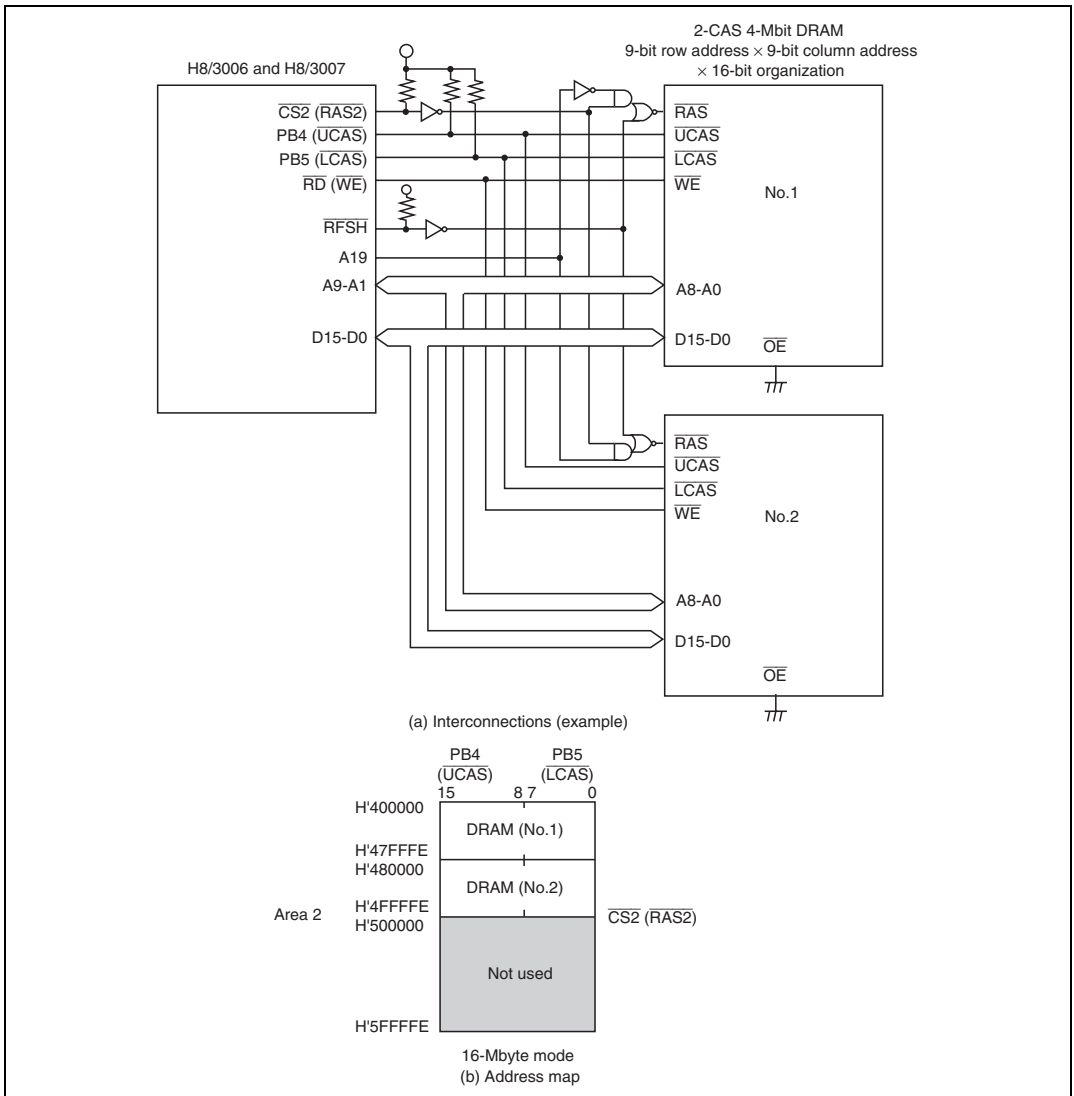 2-CAS 4-Mbit DRAM
9-bit row address × 9-bit column address
× 16-bit organization
H8/3006 and H8/3007
CS2 (RAS2)
PB4 (UCAS)
PB5 (LCAS)
RD (WE)
RFSH
A19
A9-A1
D15-D0
RAS
UCAS
LCAS
WE
No.1
A8-A0
D15-D0
OE
RAS
UCAS
LCAS
WE
No.2
A8-A0
D15-D0
OE
(a) Interconnections (example)
PB4 PB5
(UCAS) (LCAS)
15 8 7 0
H'400000
DRAM (No.1)
H'47FFFE
H'480000
DRAM (No.2)
H'4FFFFE
Area 2
CS2 (RAS2)
H'500000
Not used
H'5FFFFE
16-Mbyte mode
(b) Address map